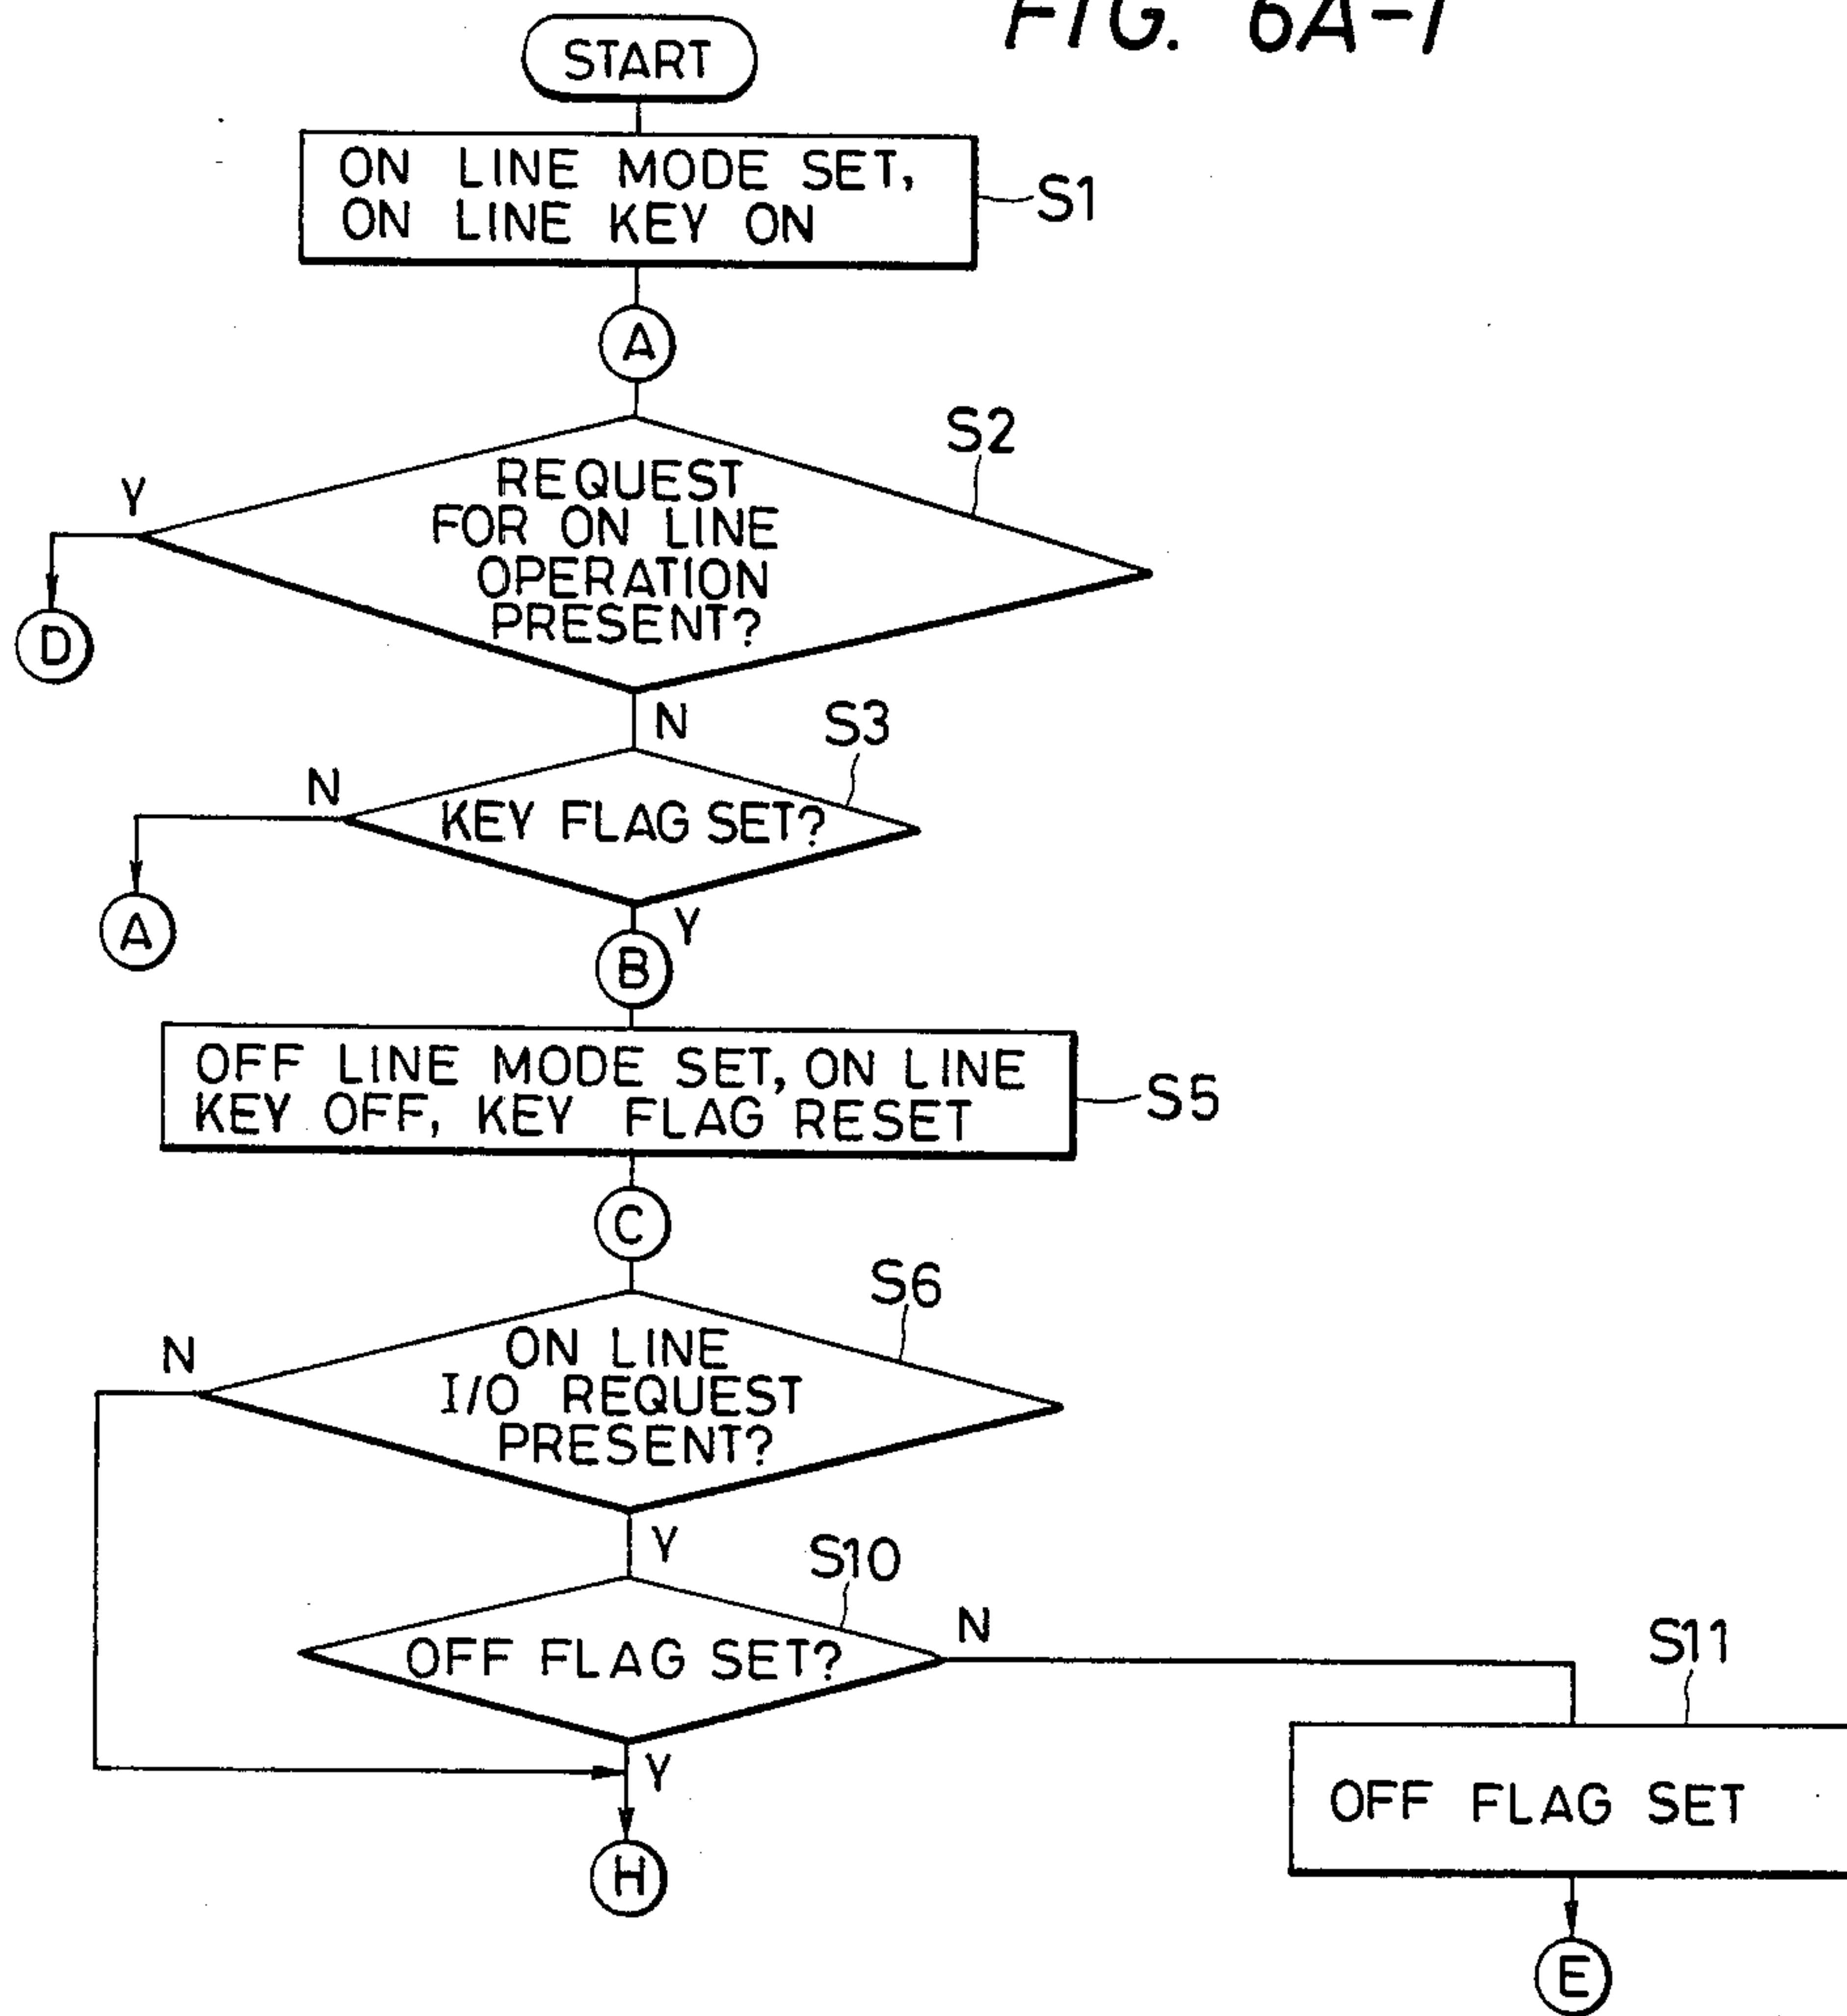 FIG. 6A-1
START
ON LINE MODE SET,
ON LINE KEY ON
S1
A
S2
REQUEST
FOR ON LINE
OPERATION
PRESENT?
Y
D
N
S3
KEY FLAG SET?
N
A
Y
B
OFF LINE MODE SET, ON LINE
KEY OFF, KEY FLAG RESET
S5
C
S6
ON LINE
I/O REQUEST
PRESENT?
N
Y
S10
OFF FLAG SET?
N
S11
OFF FLAG SET
Y
H
E